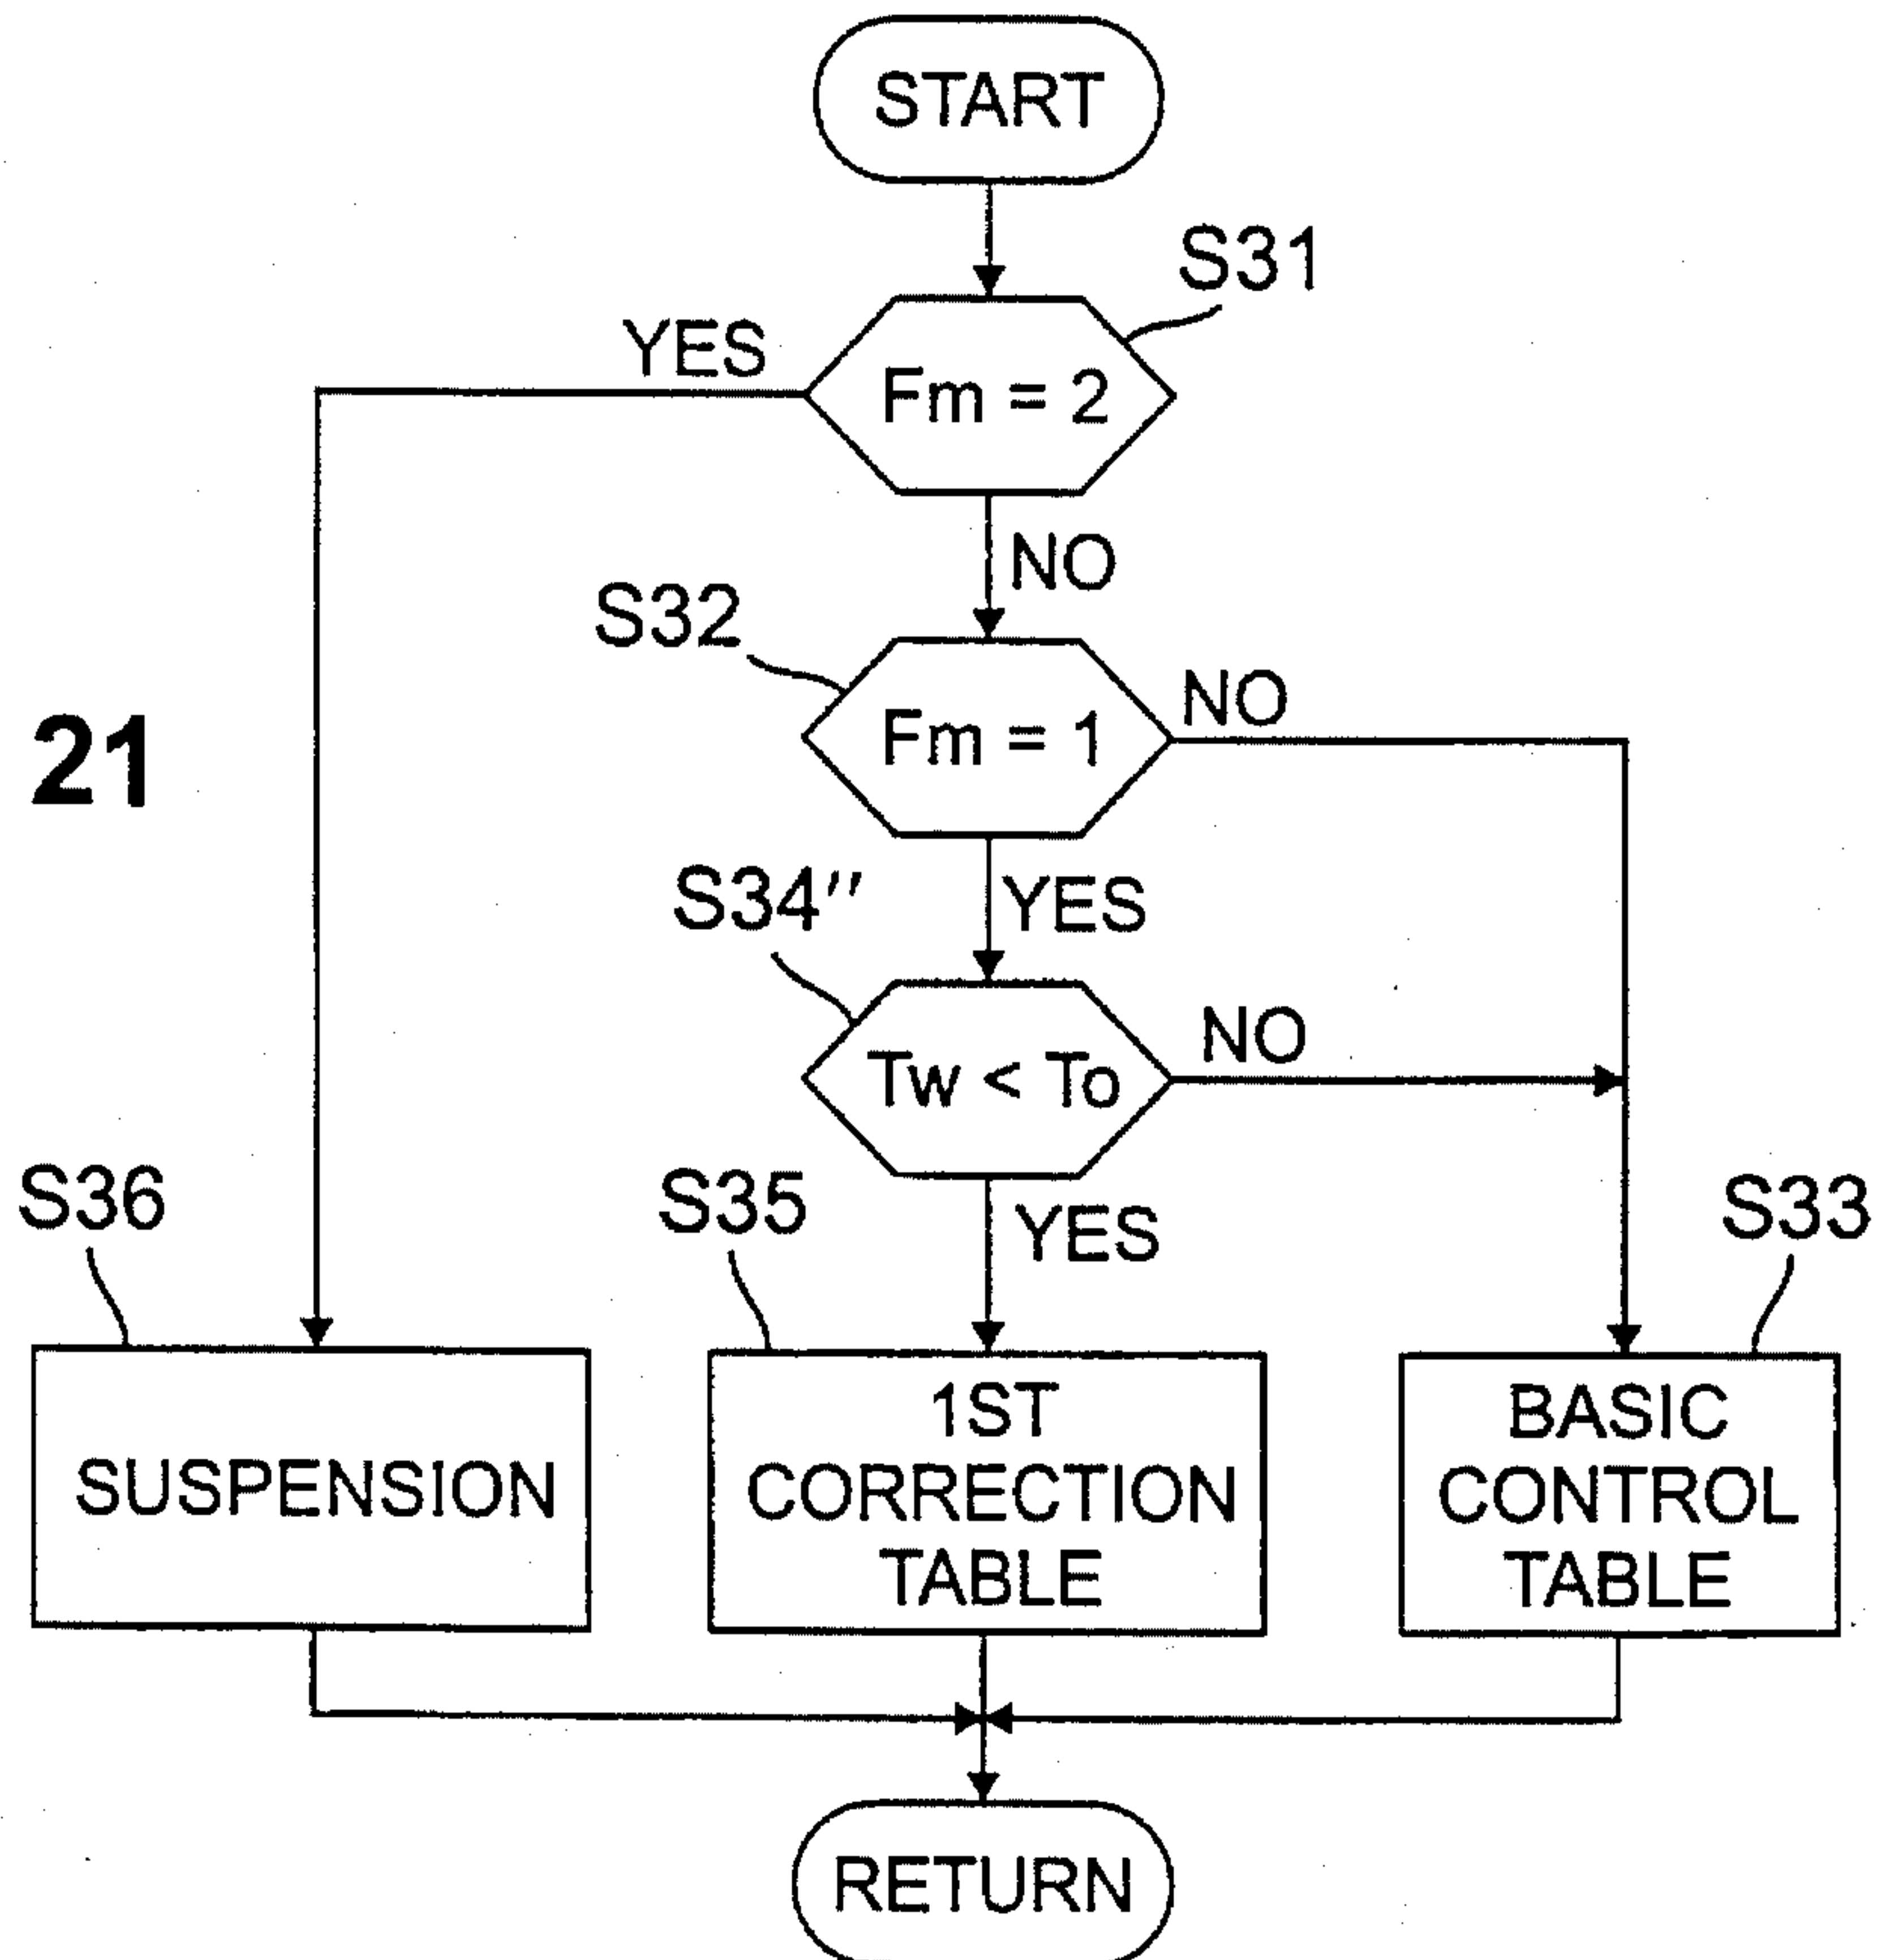 START
S31
YES
Fm = 2
NO
S32
Fm = 1
NO
21
S34″
YES
Tw < To
NO
S36
S35
YES
S33
SUSPENSION
1ST
CORRECTION
TABLE
BASIC
CONTROL
TABLE
RETURN